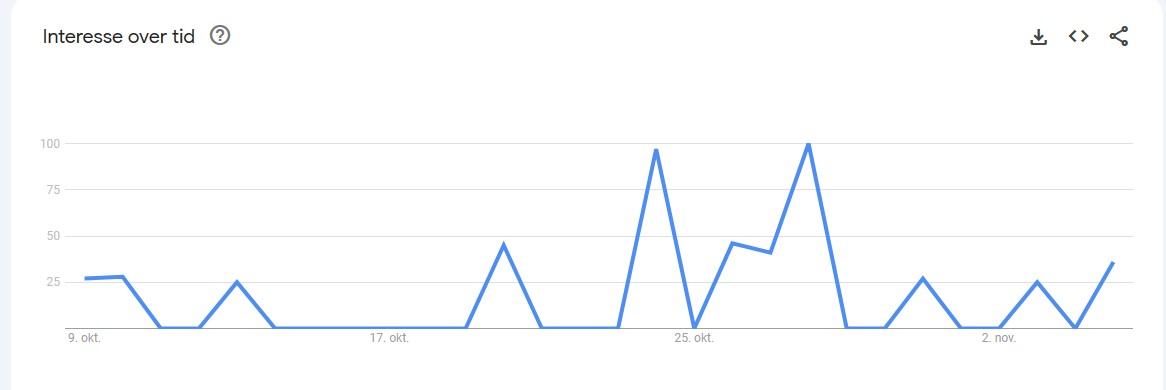 Interesse over tid
100
75
50
25
9. okt.
17. okt.
25. okt.
2. nov.